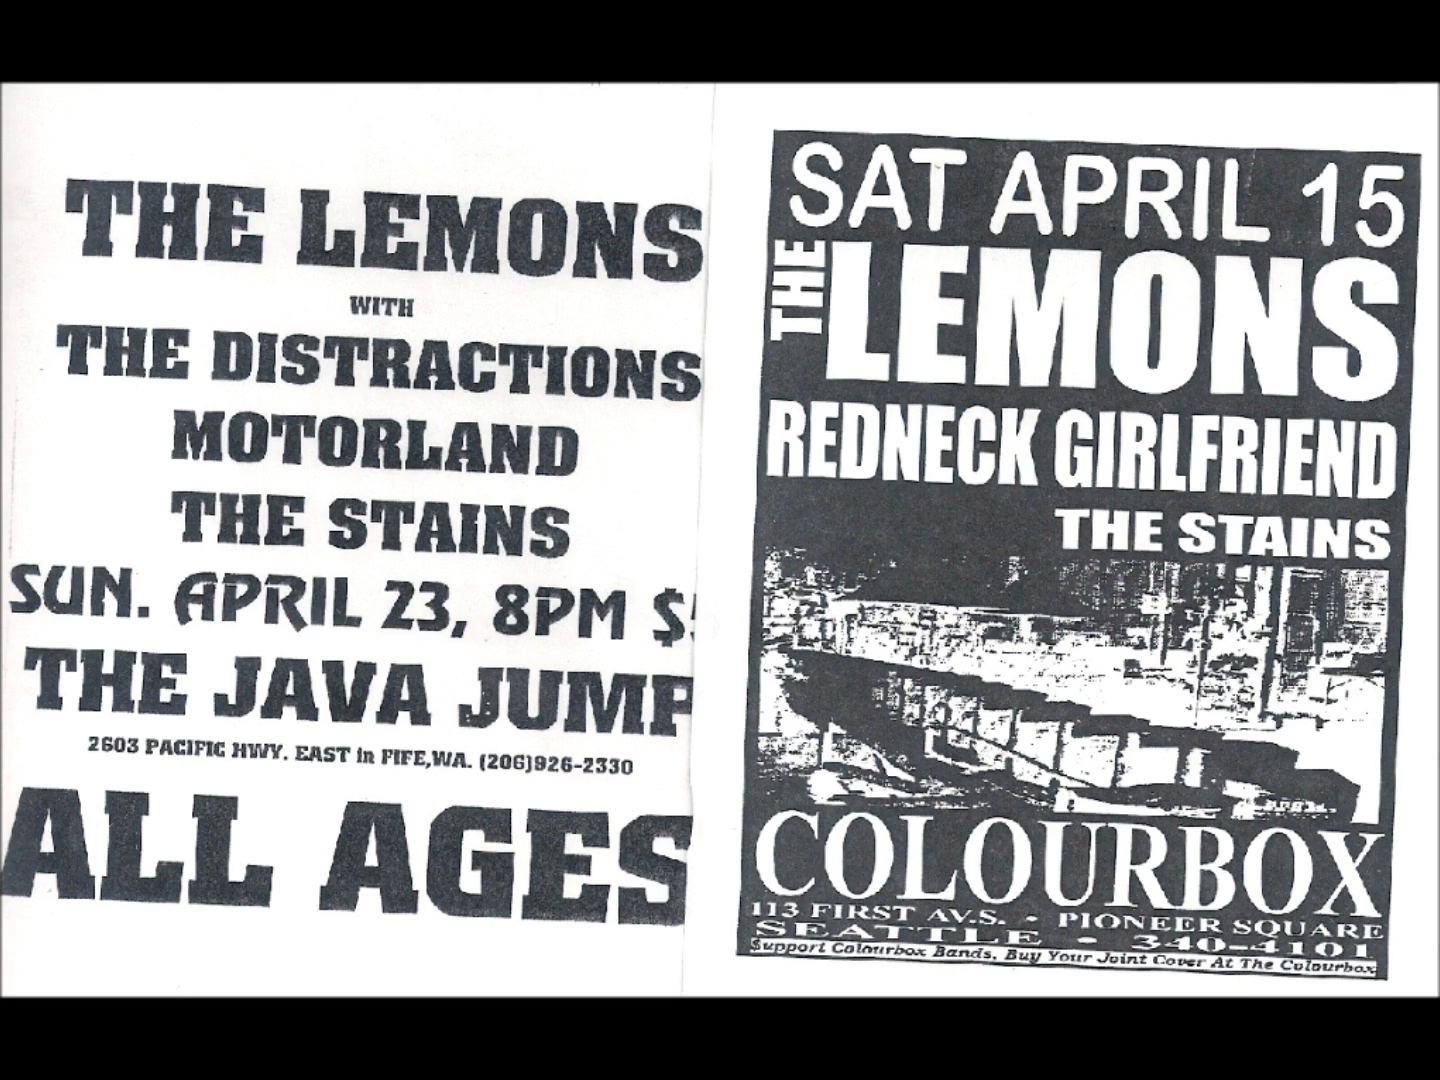 THE LEMONS
WITH
THE DISTRACTIONS
MOTORLAND
THE STAINS
SUN. APRIL 23, 8PM $
THE JAVA JUMP
2603 PACIFIC HWY. EAST in FIFE,WA. (206)926-2330
ALL AGES
SAT APRIL 15
THE LEMONS
REDNECK GIRLFRIEND
THE STAINS
COLOURBOX
113 FIRST AV.S. • PIONEER SQUARE
SEATTLE • 340-4101
Support Colourbox Bands, Buy Your Joint Cover At The Colourbox